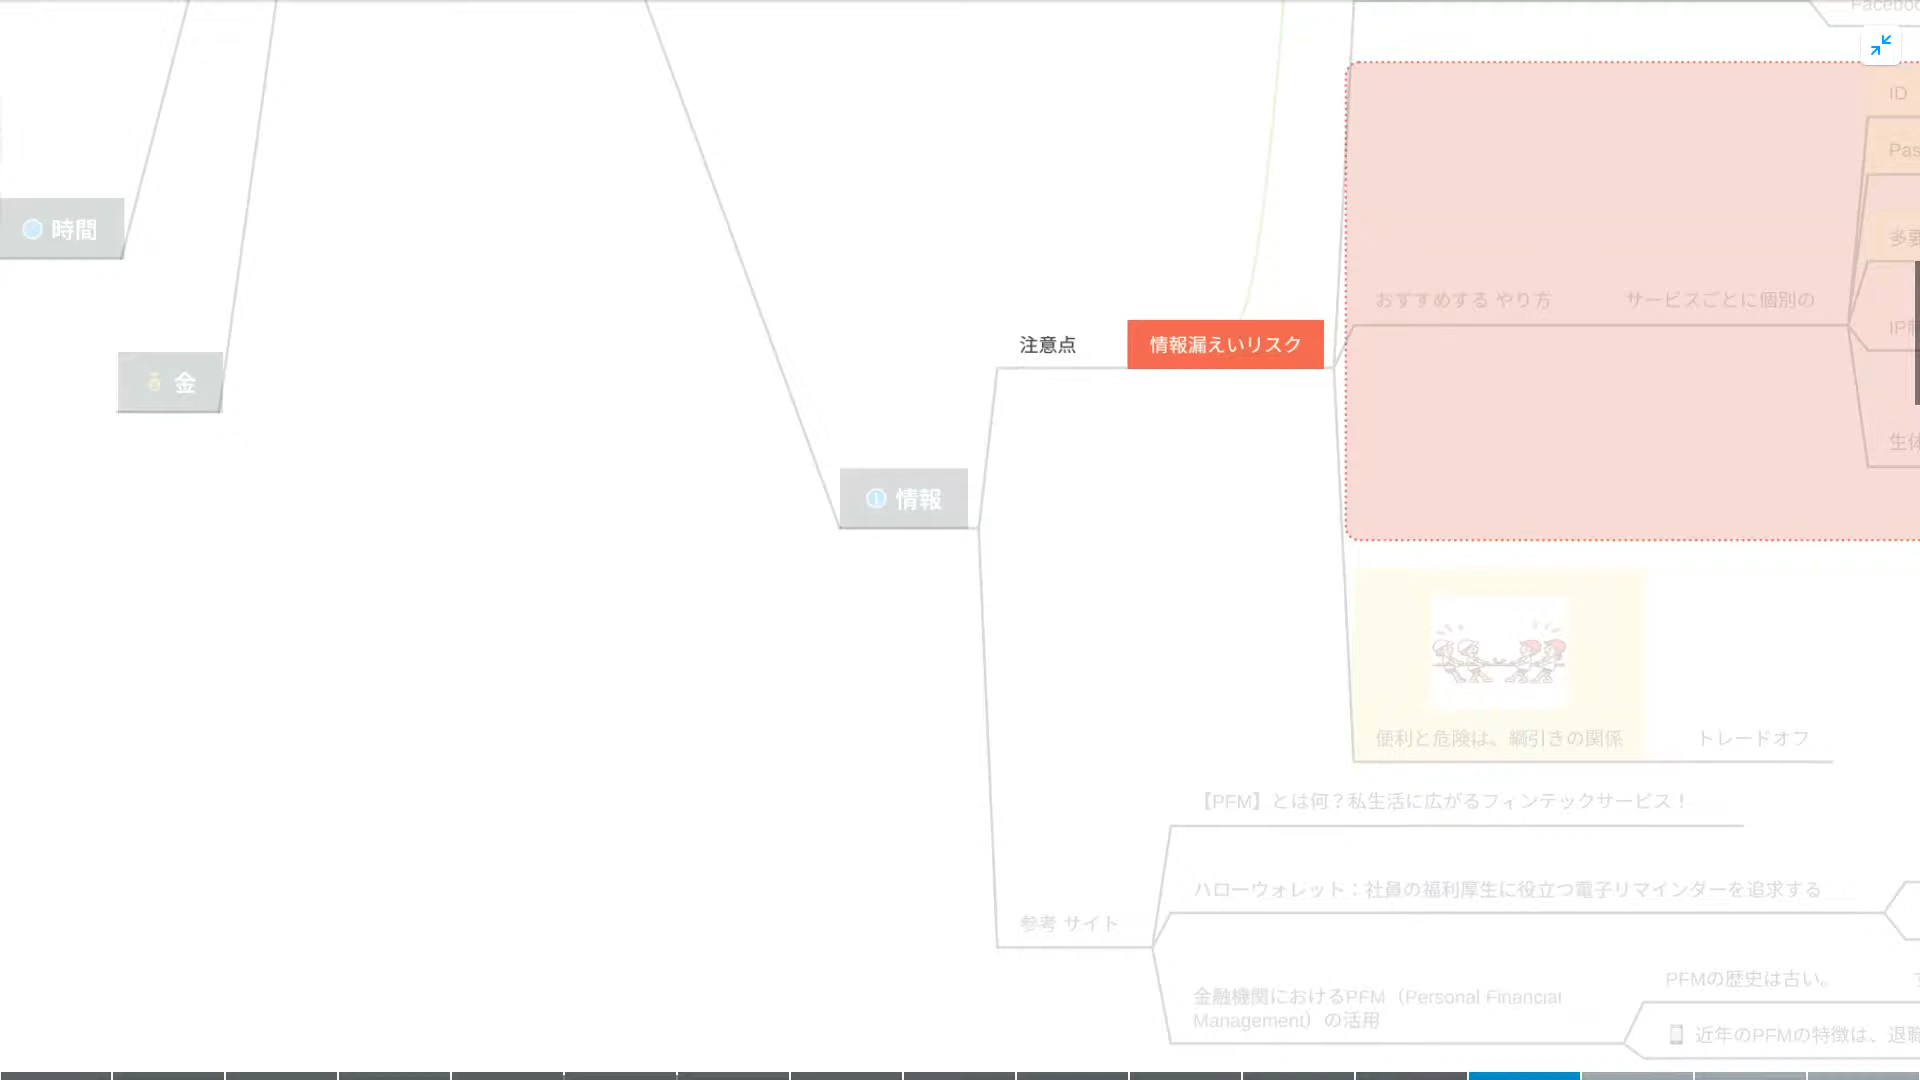 Facebo
ID
Pas
時間
多要
おすすめする やり方
サービスごとに個別の
注意点
情報漏えいリスク
金
生体
情報
便利と危険は、綱引きの関係
トレードオフ
【PFM】とは何？私生活に広がるフィンテックサービス！
ハローウォレット：社員の福利厚生に役立つ電子リマインダーを追求する
参考 サイト
PFMの歴史は古い。
金融機関におけるPFM（Personal Financial
Management）の活用
近年のPFMの特徴は、退職